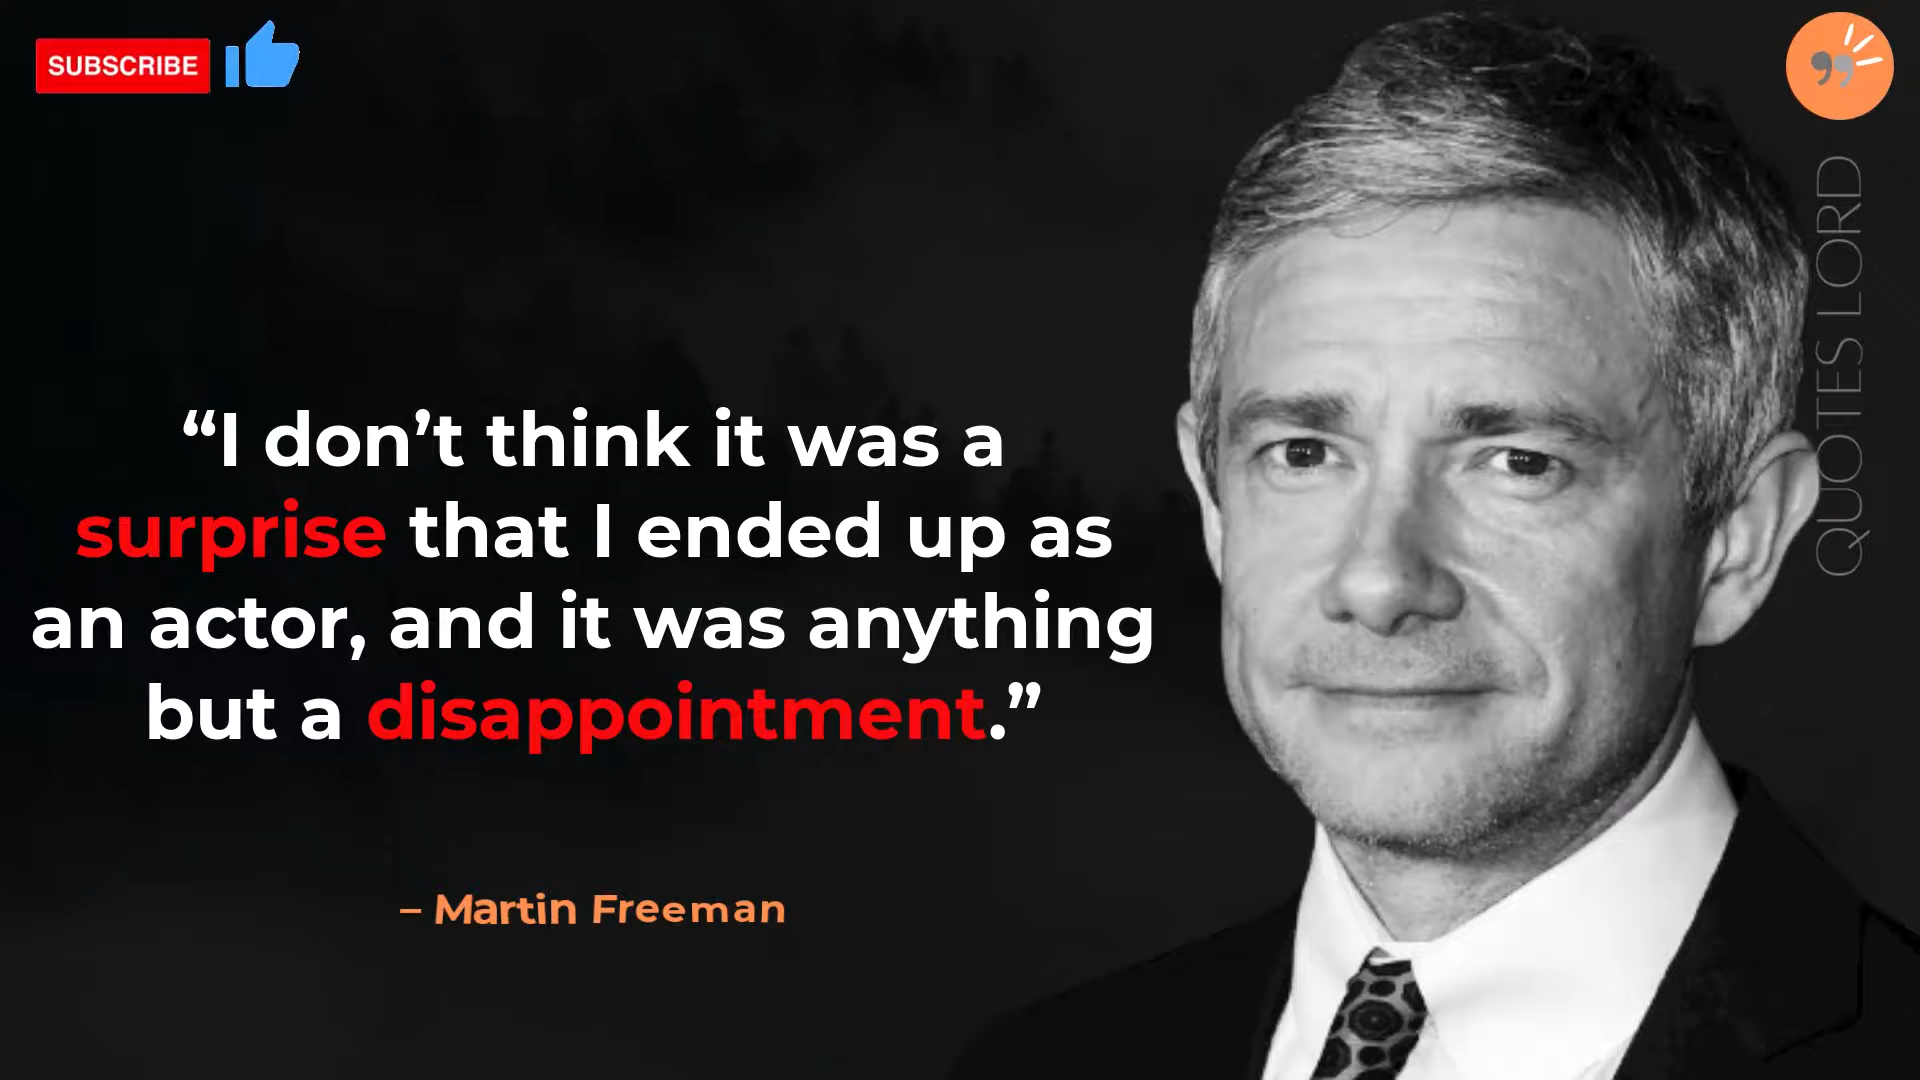 SUBSCRIBE
“I don’t think it was a
surprise that I ended up as
an actor, and it was anything
but a disappointment.”
– Martin Freeman
QUOTES LORD